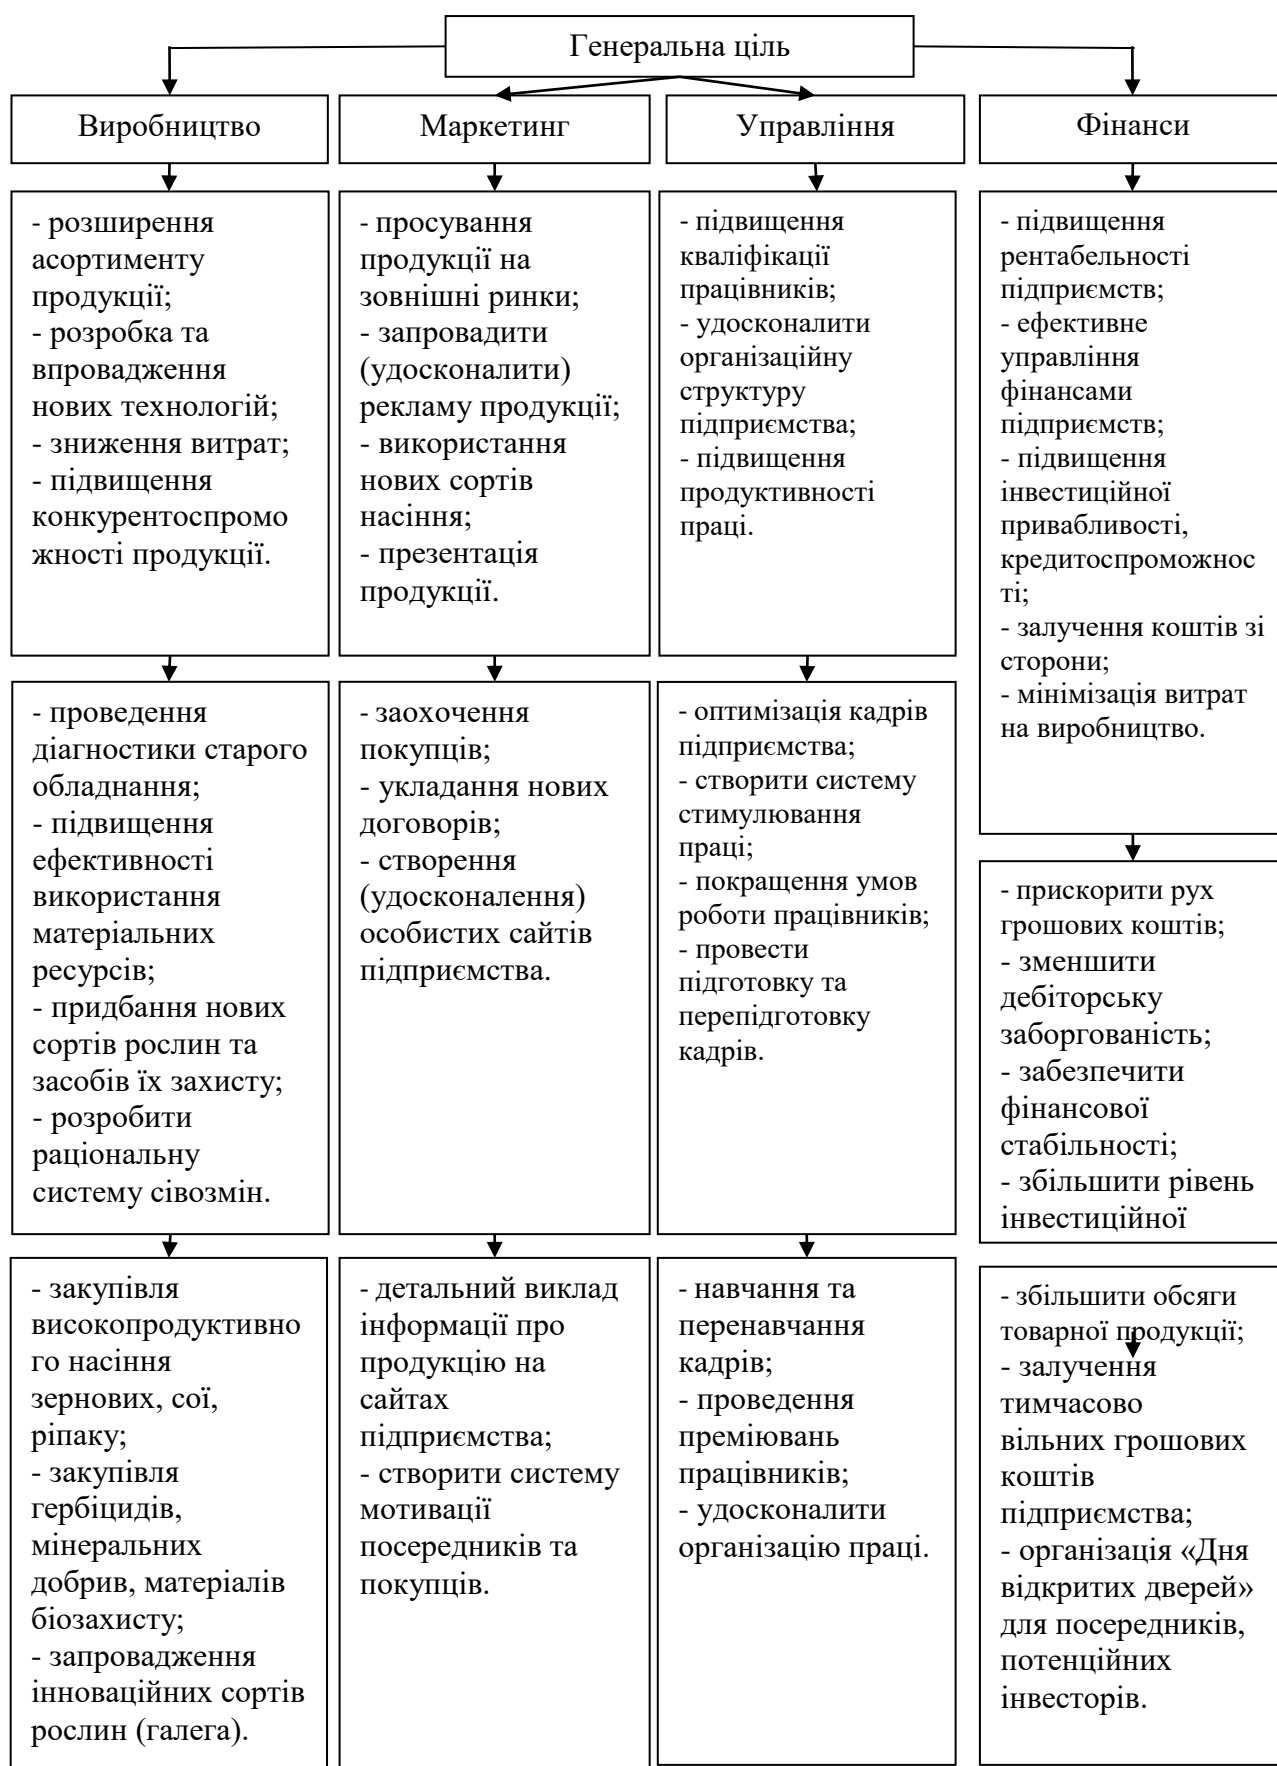 Генеральна ціль
Виробництво
Маркетинг
Управління
Фінанси
- розширення
асортименту
продукції;
- розробка та
впровадження
нових технологій;
- зниження витрат;
- підвищення
конкурентоспромо
жності продукції.
- просування
продукції на
зовнішні ринки;
- запровадити
(удосконалити)
рекламу продукції;
- використання
нових сортів
насіння;
- презентація
продукції.
- підвищення
кваліфікації
працівників;
- удосконалити
організаційну
структуру
підприємства;
- підвищення
продуктивності
праці.
- підвищення
рентабельності
підприємств;
- ефективне
управління
фінансами
підприємств;
- підвищення
інвестиційної
привабливості,
кредитоспроможнос
ті;
- залучення коштів зі
сторони;
- мінімізація витрат
на виробництво.
- проведення
діагностики старого
обладнання;
- підвищення
ефективності
використання
матеріальних
ресурсів;
- придбання нових
сортів рослин та
засобів їх захисту;
- розробити
раціональну
систему сівозмін.
- заохочення
покупців;
- укладання нових
договорів;
- створення
(удосконалення)
особистих сайтів
підприємства.
- оптимізація кадрів
підприємства;
- створити систему
стимулювання
праці;
- покращення умов
роботи працівників;
- провести
підготовку та
перепідготовку
кадрів.
- прискорити рух
грошових коштів;
- зменшити
дебіторську
заборгованість;
- забезпечити
фінансової
стабільності;
- збільшити рівень
інвестиційної
- закупівля
високопродуктивно
го насіння
зернових, сої,
ріпаку;
- закупівля
гербіцидів,
мінеральних
добрив, матеріалів
біозахисту;
- запровадження
інноваційних сортів
рослин (галега).
- детальний виклад
інформації про
продукцію на
сайтах
підприємства;
- створити систему
мотивації
посередників та
покупців.
- навчання та
перенавчання
кадрів;
- проведення
преміювань
працівників;
- удосконалити
організацію праці.
- збільшити обсяги
товарної продукції;
- залучення
тимчасово
вільних грошових
коштів
підприємства;
- організація «Дня
відкритих дверей»
для посередників,
потенційних
інвесторів.